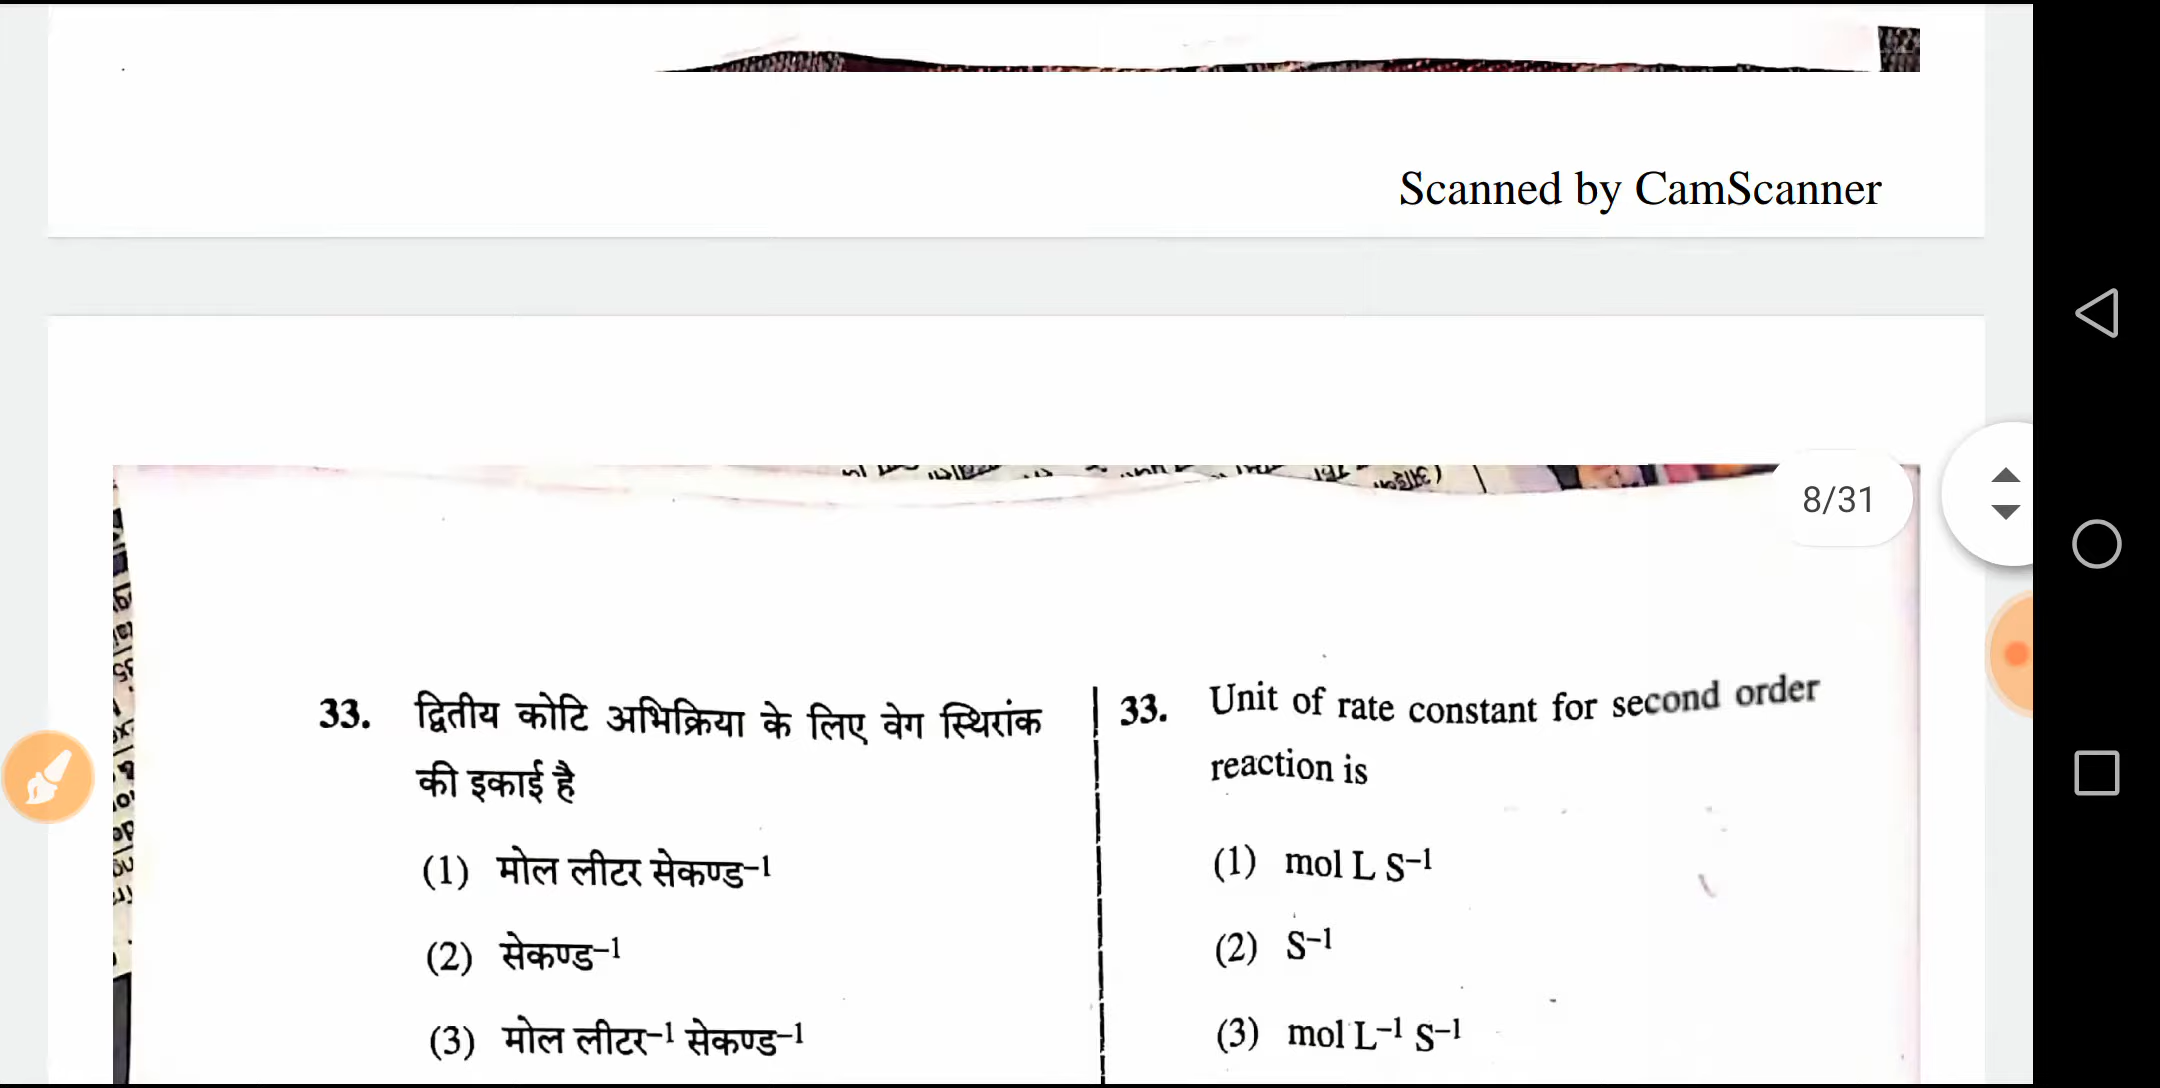 Scanned by CamScanner
8/31
33. द्वितीय कोटि अभिक्रिया के लिए वेग स्थिरांक
की इकाई है
(1) मोल लीटर सेकण्ड−1
(2) सेकण्ड−1
(3) मोल लीटर−1 सेकण्ड−1
33. Unit of rate constant for second order
reaction is
(1) mol L S−1
(2) S−1
(3) mol L−1 S−1